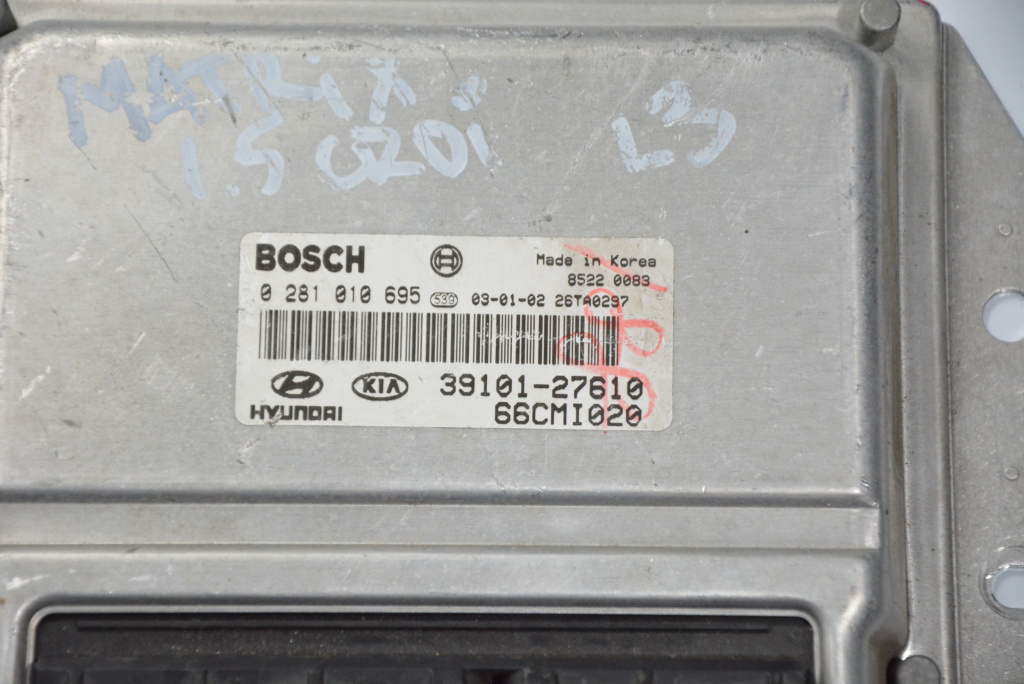 MATRIX
1.5 CRDI L3
BOSCH
Made in Korea
8522 0083
0 281 010 695 539 03-01-02 26TA0297
HYUNDAI KIA 39101-27610
66CMI020